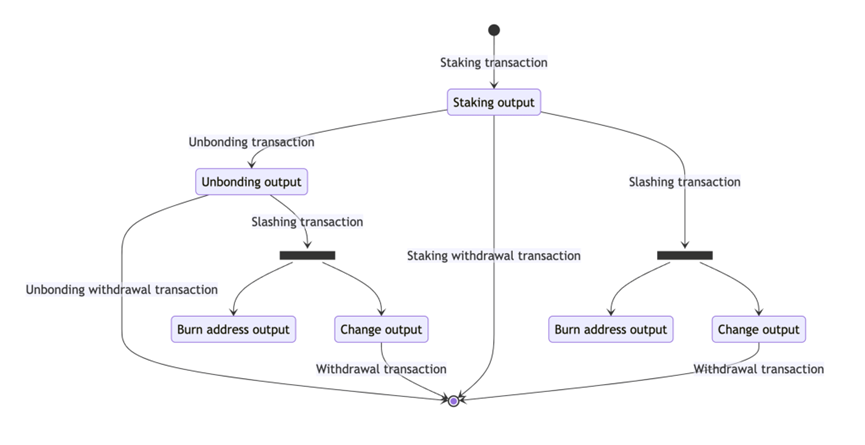 Staking transaction
Staking output
Unbonding transaction
Unbonding output
Slashing transaction
Slashing transaction
Staking withdrawal transaction
Unbonding withdrawal transaction
Burn address output
Change output
Burn address output
Change output
Withdrawal transaction
Withdrawal transaction